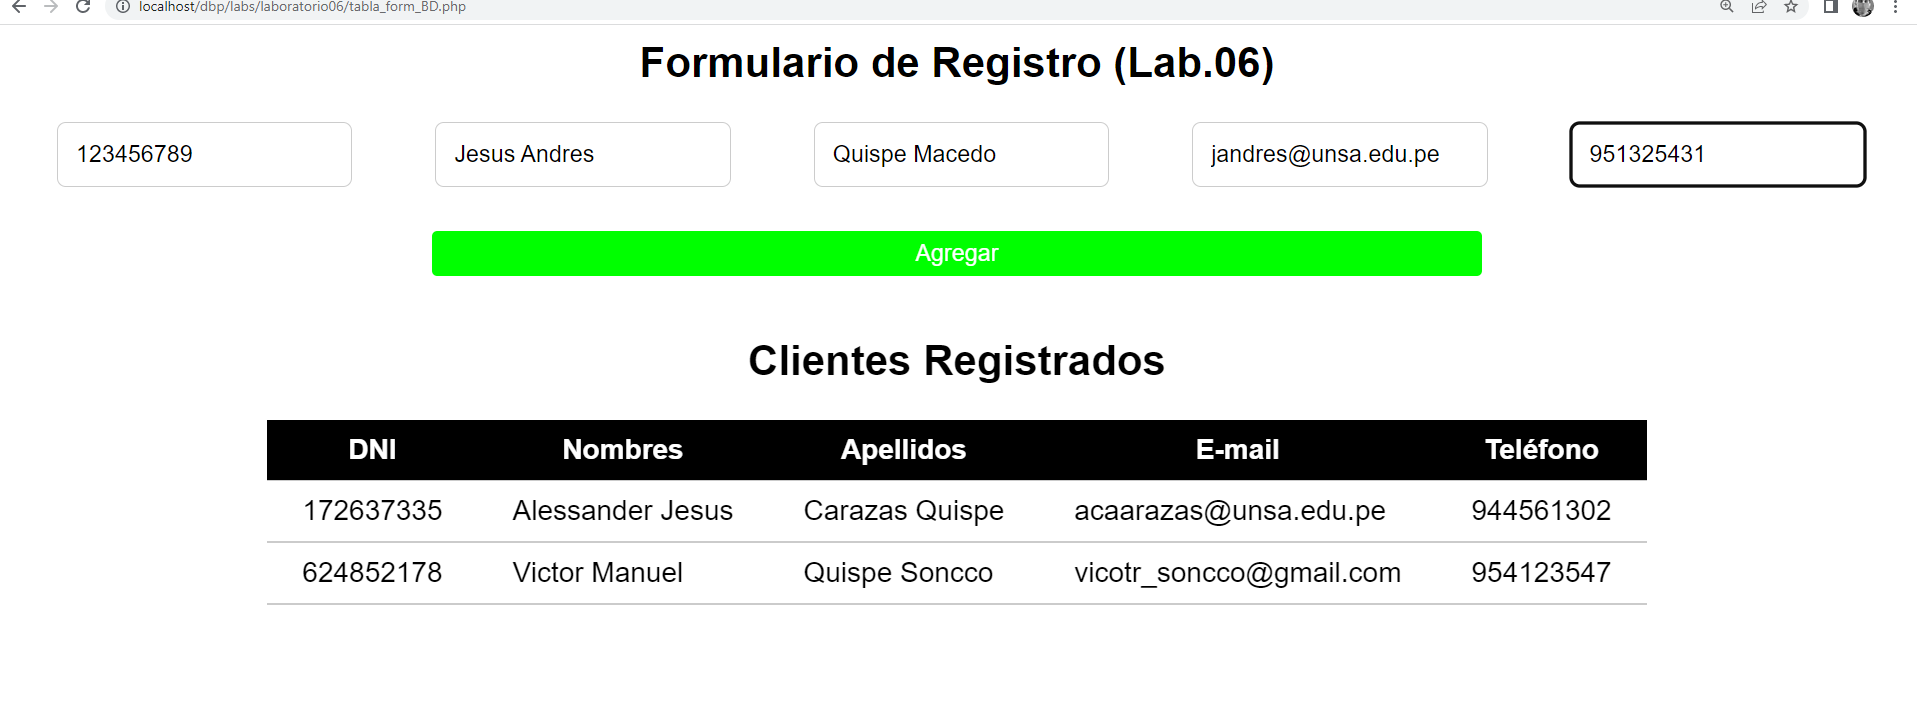 localhost/dbp/labs/laboratorio06/tabla_form_BD.php
Formulario de Registro (Lab.06)
123456789 Jesus Andres Quispe Macedo jandres@unsa.edu.pe 951325431
Agregar
Clientes Registrados
DNI Nombres Apellidos E-mail Teléfono
172637335 Alessander Jesus Carazas Quispe acaarazas@unsa.edu.pe 944561302
624852178 Victor Manuel Quispe Soncco vicotr_soncco@gmail.com 954123547